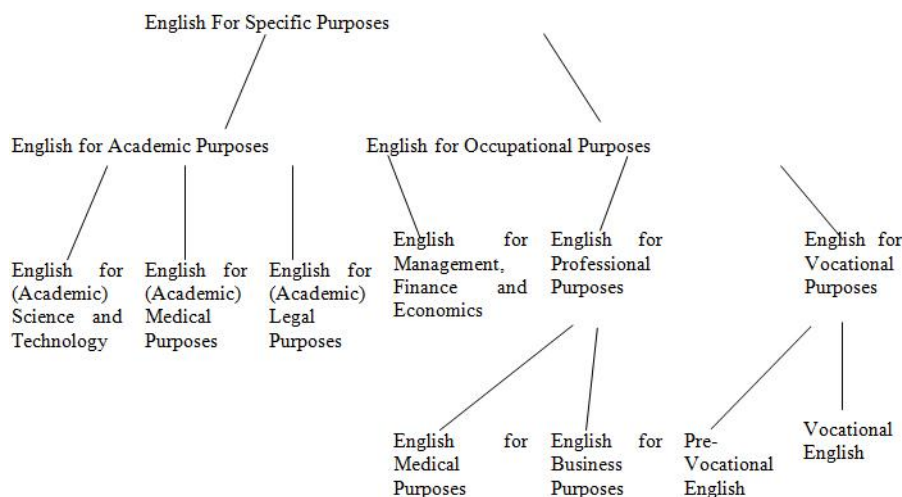 English For Specific Purposes
English for Academic Purposes
English for Occupational Purposes
English for
(Academic)
Science and
Technology
English for
(Academic)
Medical
Purposes
English for
(Academic)
Legal
Purposes
English for
Management,
Finance and
Economics
English for
Professional
Purposes
English for
Vocational
Purposes
English for
Medical
Purposes
English for
Business
Purposes
Pre-
Vocational
English
Vocational
English